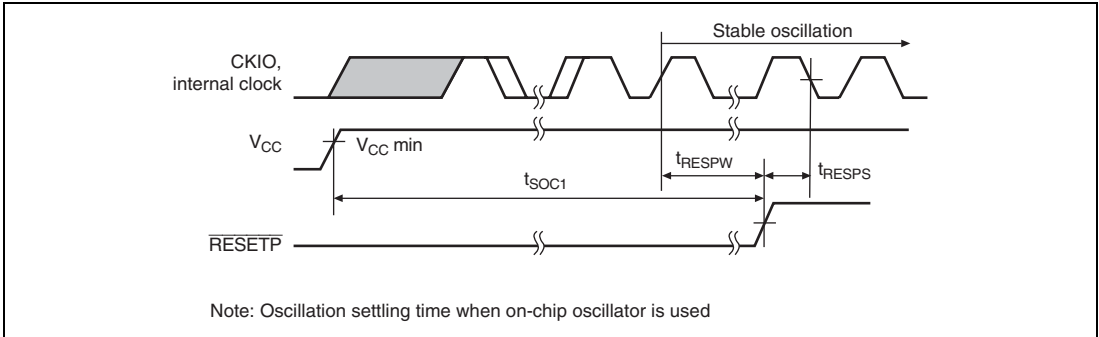 Stable oscillation
CKIO,
internal clock
VCC
VCC min
tRESPW
tRESPS
tSOC1
RESETP
Note: Oscillation settling time when on-chip oscillator is used